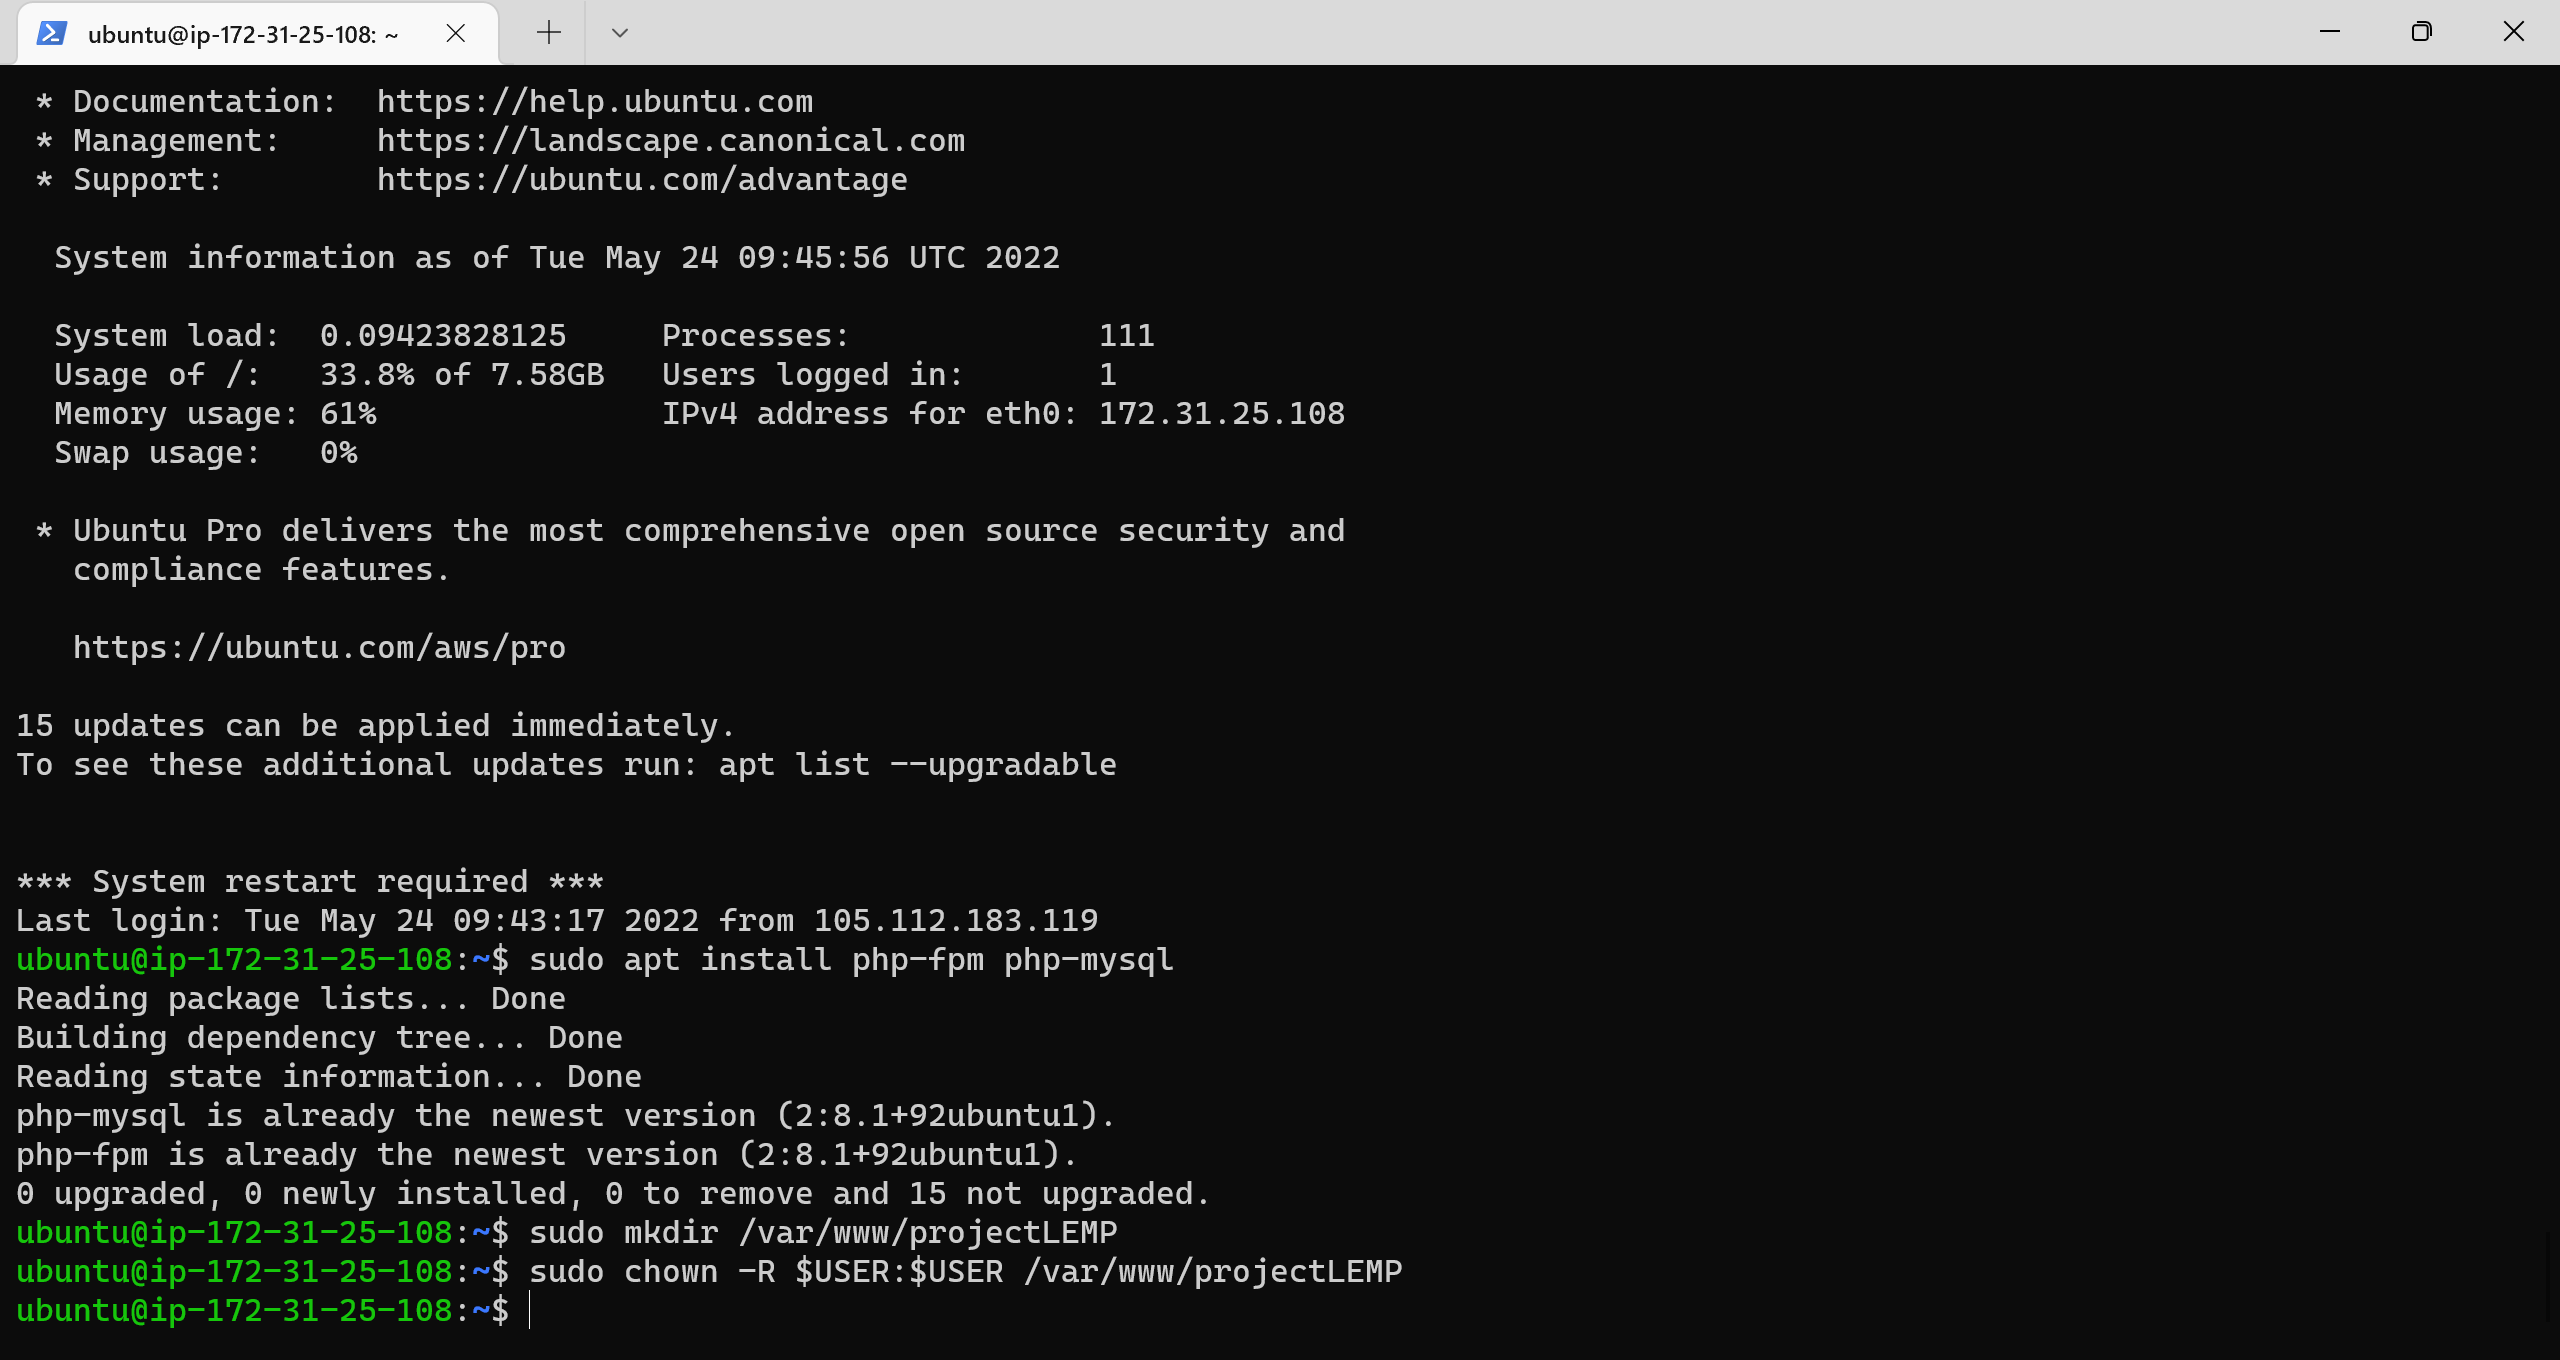 ubuntu@ip-172-31-25-108: ~
* Documentation:  https://help.ubuntu.com
* Management:     https://landscape.canonical.com
* Support:        https://ubuntu.com/advantage
System information as of Tue May 24 09:45:56 UTC 2022
System load:  0.09423828125     Processes:             111
Usage of /:   33.8% of 7.58GB   Users logged in:       1
Memory usage: 61%               IPv4 address for eth0: 172.31.25.108
Swap usage:   0%
* Ubuntu Pro delivers the most comprehensive open source security and
compliance features.
https://ubuntu.com/aws/pro
15 updates can be applied immediately.
To see these additional updates run: apt list --upgradable
*** System restart required ***
Last login: Tue May 24 09:43:17 2022 from 105.112.183.119
ubuntu@ip-172-31-25-108:~$ sudo apt install php-fpm php-mysql
Reading package lists... Done
Building dependency tree... Done
Reading state information... Done
php-mysql is already the newest version (2:8.1+92ubuntu1).
php-fpm is already the newest version (2:8.1+92ubuntu1).
0 upgraded, 0 newly installed, 0 to remove and 15 not upgraded.
ubuntu@ip-172-31-25-108:~$ sudo mkdir /var/www/projectLEMP
ubuntu@ip-172-31-25-108:~$ sudo chown -R $USER:$USER /var/www/projectLEMP
ubuntu@ip-172-31-25-108:~$